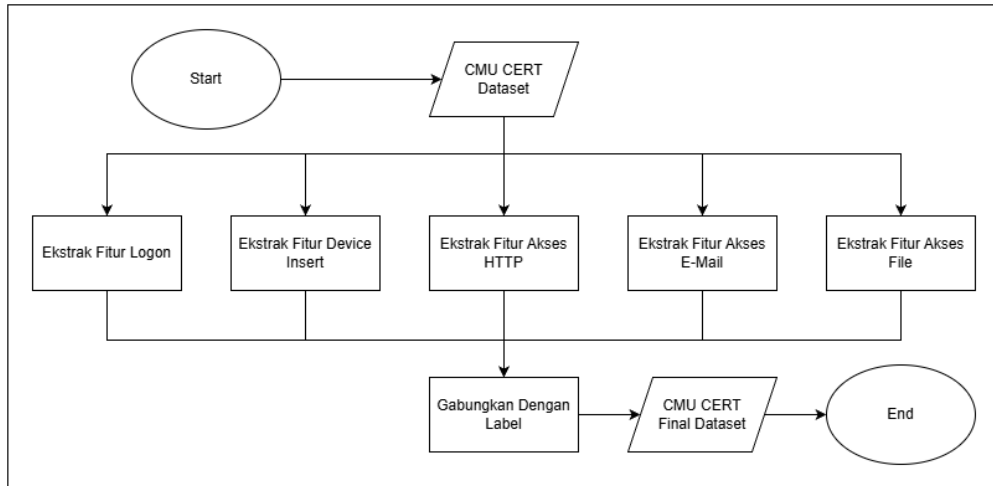 Start
CMU CERT
Dataset
Ekstrak Fitur Logon
Ekstrak Fitur Device
Insert
Ekstrak Fitur Akses
HTTP
Ekstrak Fitur Akses
E-Mail
Ekstrak Fitur Akses
File
Gabungkan Dengan
Label
CMU CERT
Final Dataset
End